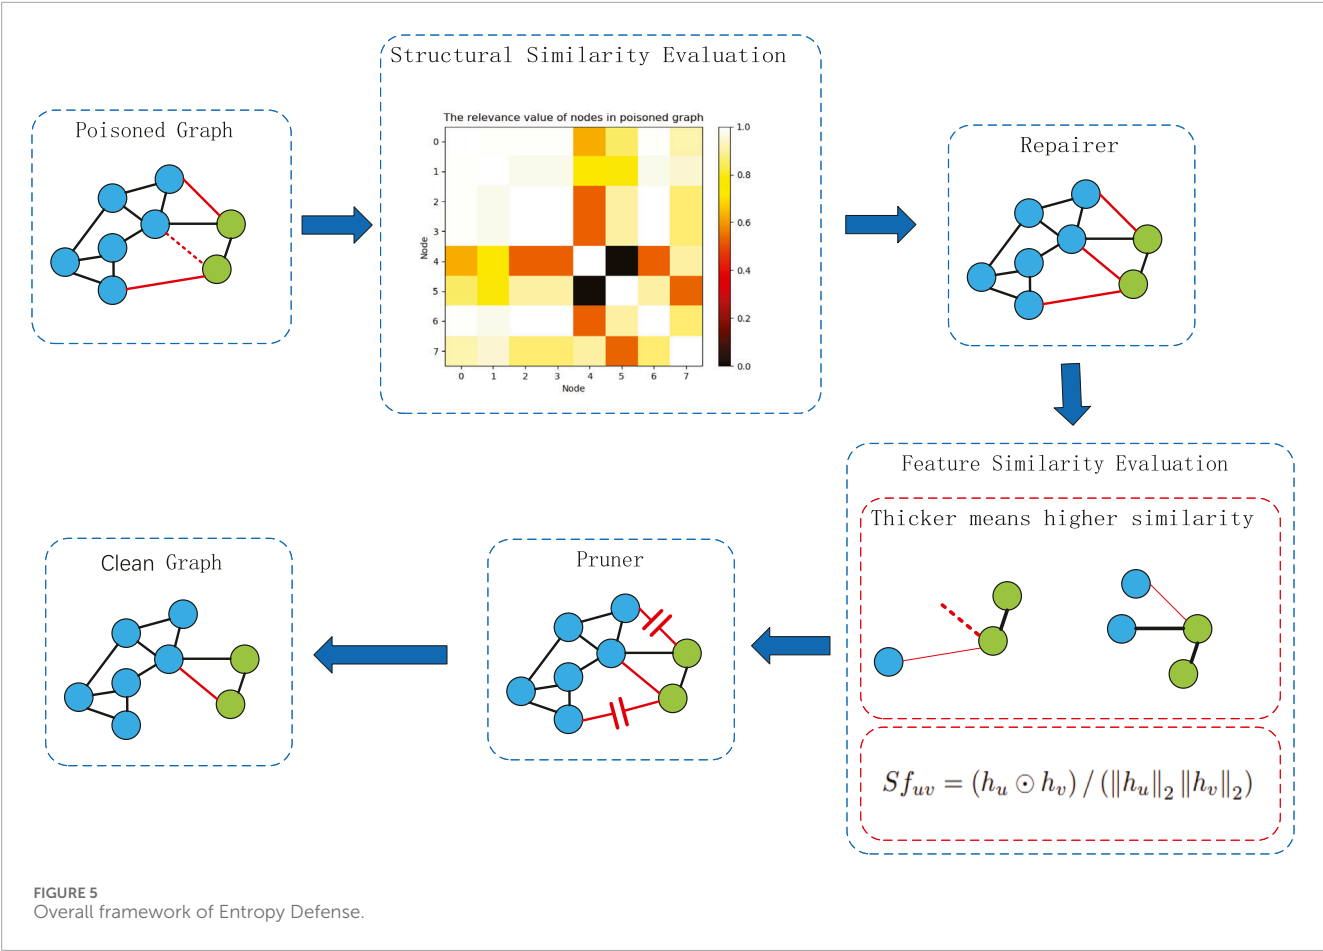 Structural Similarity Evaluation
Poisoned Graph
The relevance value of nodes in poisoned graph
0
1
2
3
4
5
6
7
Node
0 1 2 3 4 5 6 7
Node
1.0
0.8
0.6
0.4
0.2
0.0
Repairer
Feature Similarity Evaluation
Thicker means higher similarity
Sf_{uv} = (h_u ⊙ h_v) / (‖h_u‖_2 ‖h_v‖_2)
Pruner
Clean Graph
FIGURE 5
Overall framework of Entropy Defense.